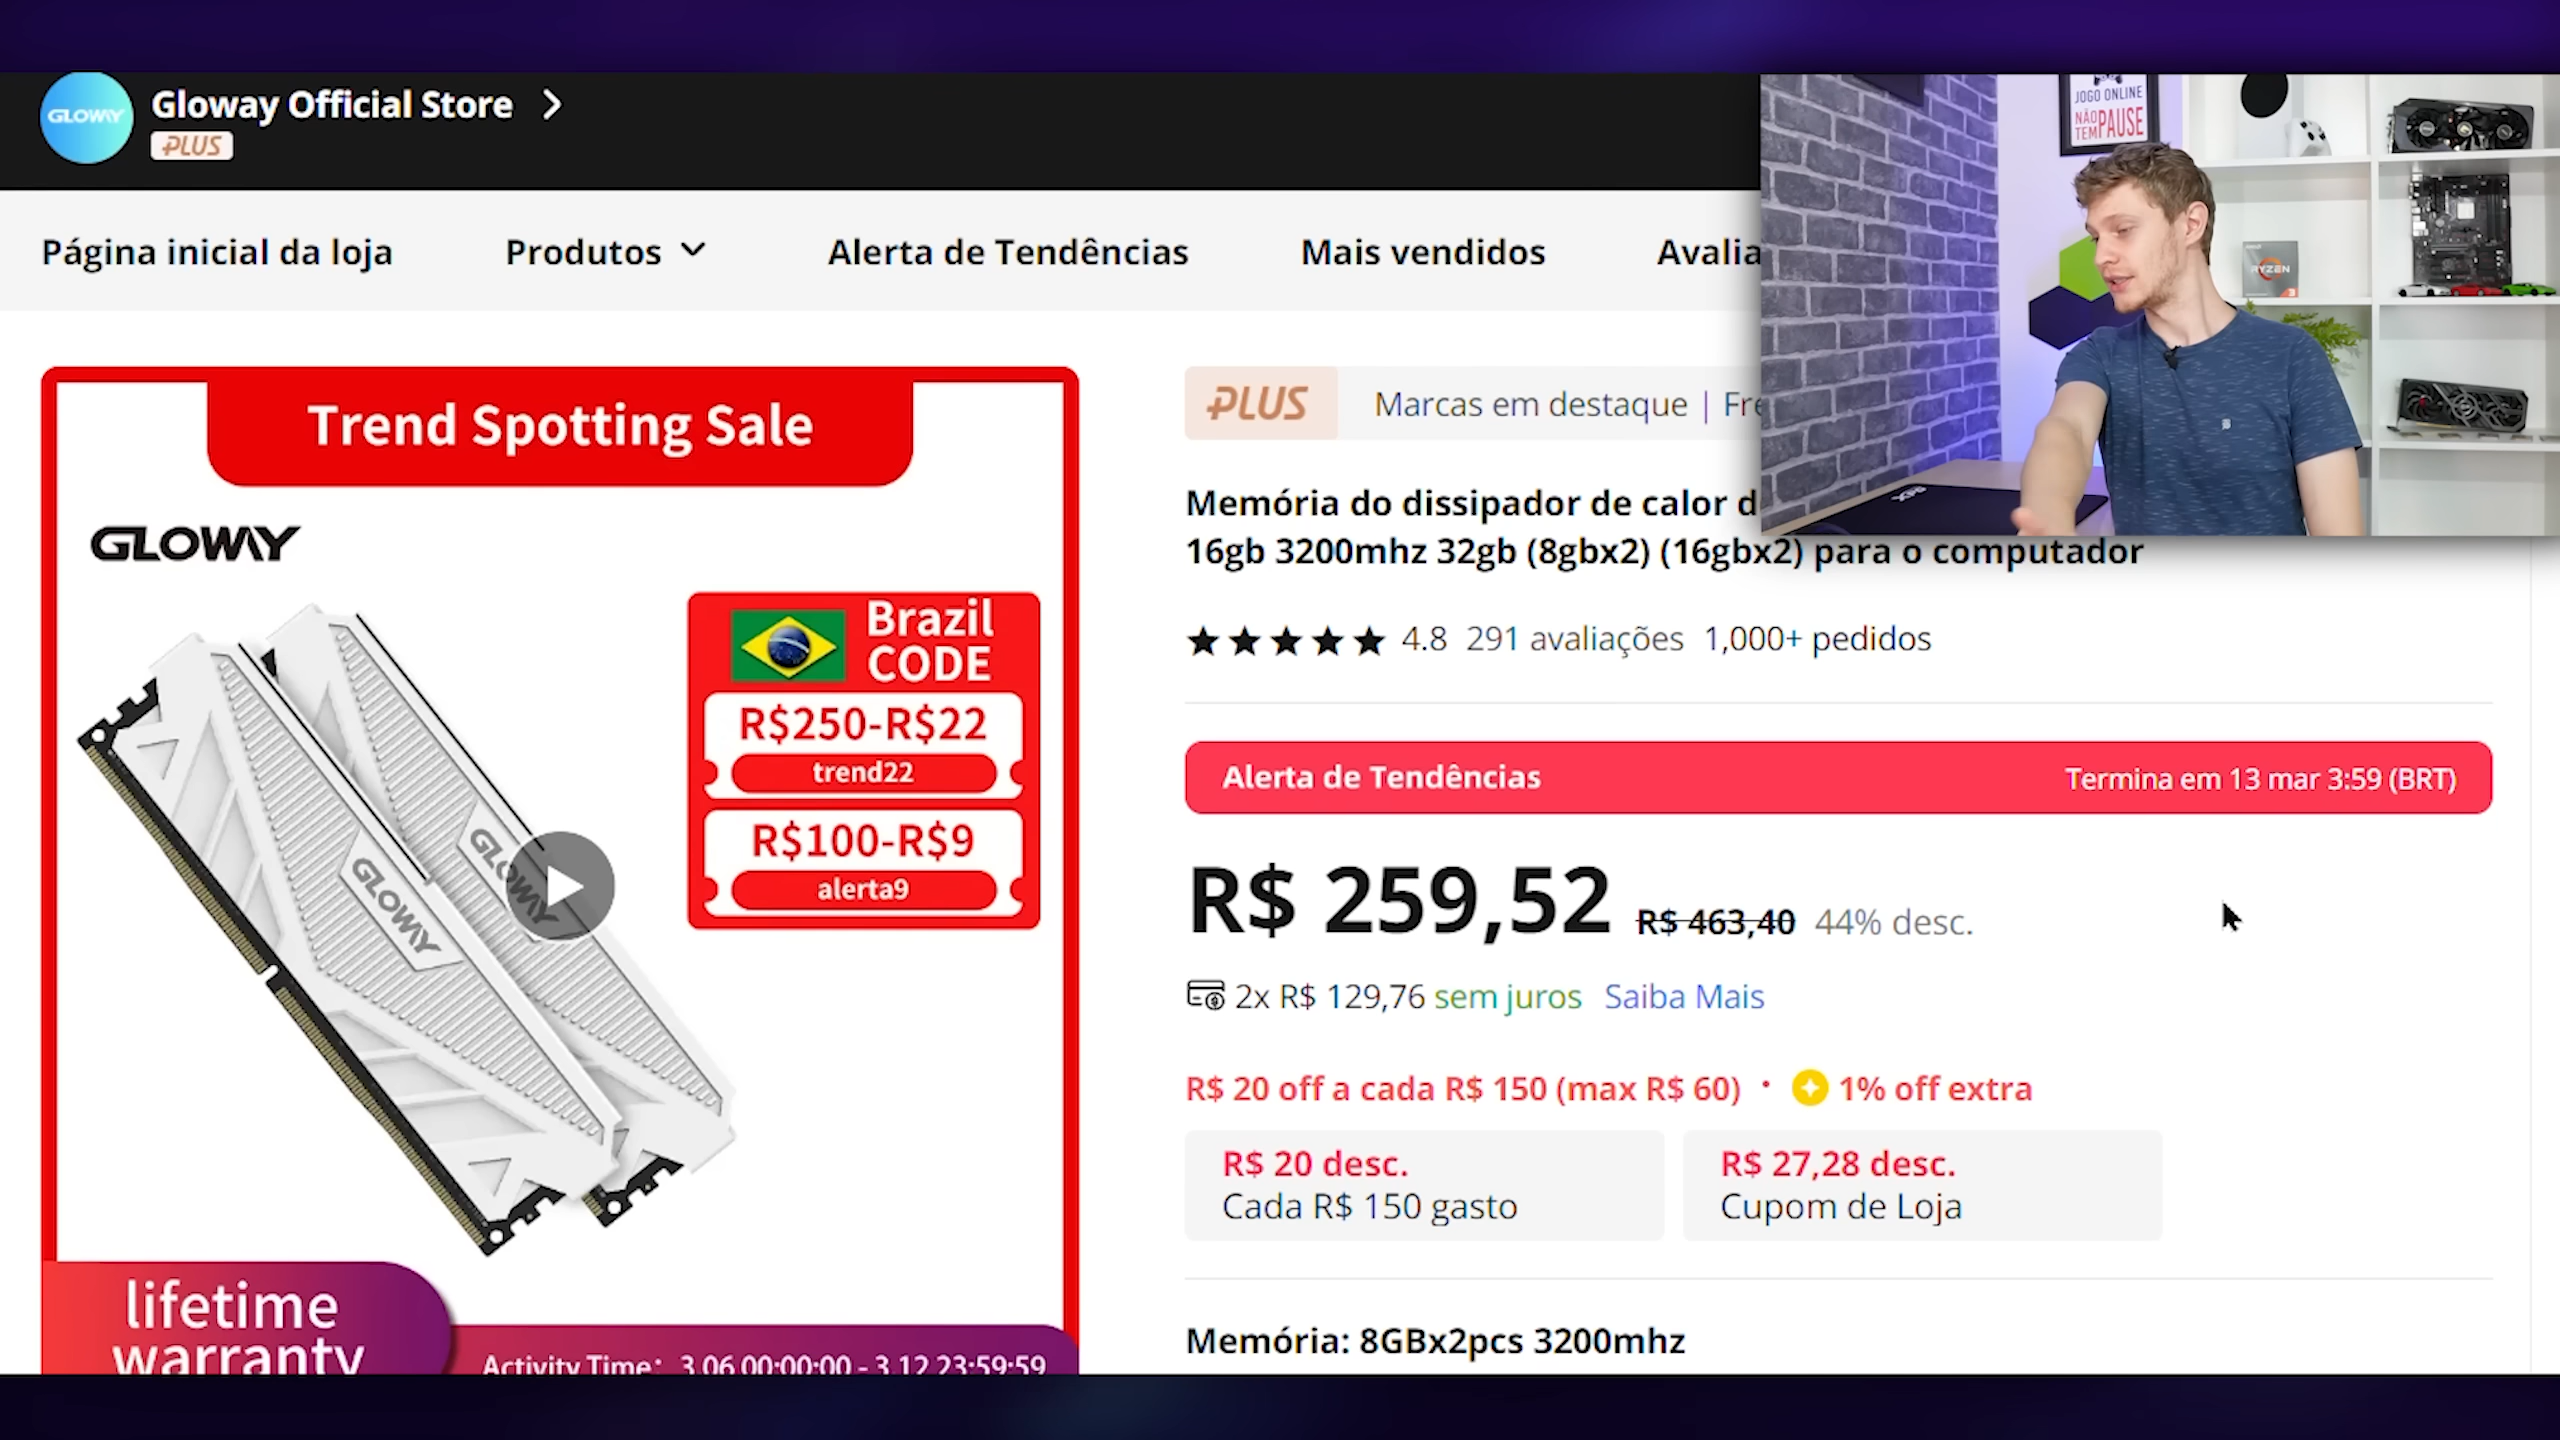 GLOWAY
Gloway Official Store
PLUS
JOGO ONLINE
NÃO
TEM PAUSE
RYZEN
Página inicial da loja
Produtos
Alerta de Tendências
Mais vendidos
Avalia
Trend Spotting Sale
GLOWAY
Brazil
CODE
R$250-R$22
trend22
R$100-R$9
alerta9
GLOWAY
GLOWAY
lifetime
warranty
Activity Time: 3.06 00:00:00 - 3.12 23:59:59
PLUS
Marcas em destaque | Fre
Memória do dissipador de calor d
16gb 3200mhz 32gb (8gbx2) (16gbx2) para o computador
4.8 291 avaliações 1,000+ pedidos
Alerta de Tendências
Termina em 13 mar 3:59 (BRT)
R$ 259,52 R$ 463,40 44% desc.
2x R$ 129,76 sem juros Saiba Mais
R$ 20 off a cada R$ 150 (max R$ 60) · 1% off extra
R$ 20 desc.
Cada R$ 150 gasto
R$ 27,28 desc.
Cupom de Loja
Memória: 8GBx2pcs 3200mhz